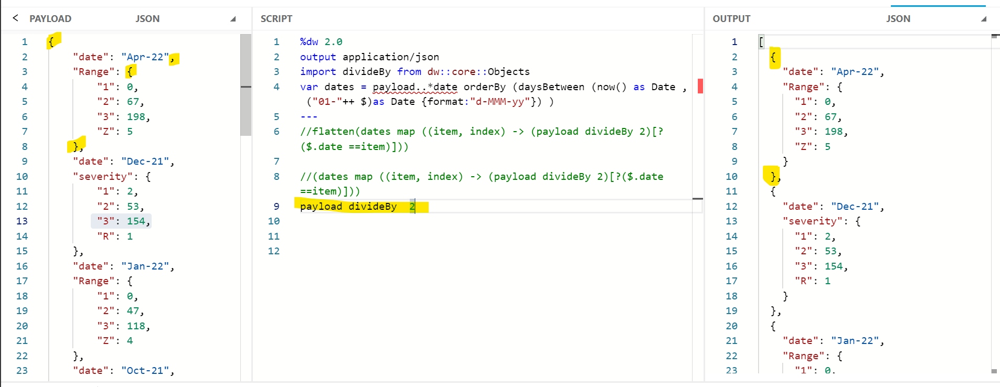 PAYLOAD JSON
1 {
2 "date": "Apr-22",
3 "Range": {
4 "1": 0,
5 "2": 67,
6 "3": 198,
7 "Z": 5
8 },
9 "date": "Dec-21",
10 "severity": {
11 "1": 2,
12 "2": 53,
13 "3": 154,
14 "R": 1
15 },
16 "date": "Jan-22",
17 "Range": {
18 "1": 0,
19 "2": 47,
20 "3": 118,
21 "Z": 4
22 },
23 "date": "Oct-21",
SCRIPT
1 %dw 2.0
2 output application/json
3 import divideBy from dw::core::Objects
4 var dates = payload..*date orderBy (daysBetween (now() as Date ,
("01-"++ $)as Date {format:"d-MMM-yy"}) )
5 ---
6 //flatten(dates map ((item, index) -> (payload divideBy 2)[?
($.date ==item)]))
7
8 //(dates map ((item, index) -> (payload divideBy 2)[?($.date
==item)]))
9 payload divideBy  2
10
11
12
OUTPUT JSON
1 [
2 {
3 "date": "Apr-22",
4 "Range": {
5 "1": 0,
6 "2": 67,
7 "3": 198,
8 "Z": 5
9 }
10 },
11 {
12 "date": "Dec-21",
13 "severity": {
14 "1": 2,
15 "2": 53,
16 "3": 154,
17 "R": 1
18 }
19 },
20 {
21 "date": "Jan-22",
22 "Range": {
23 "1": 0,